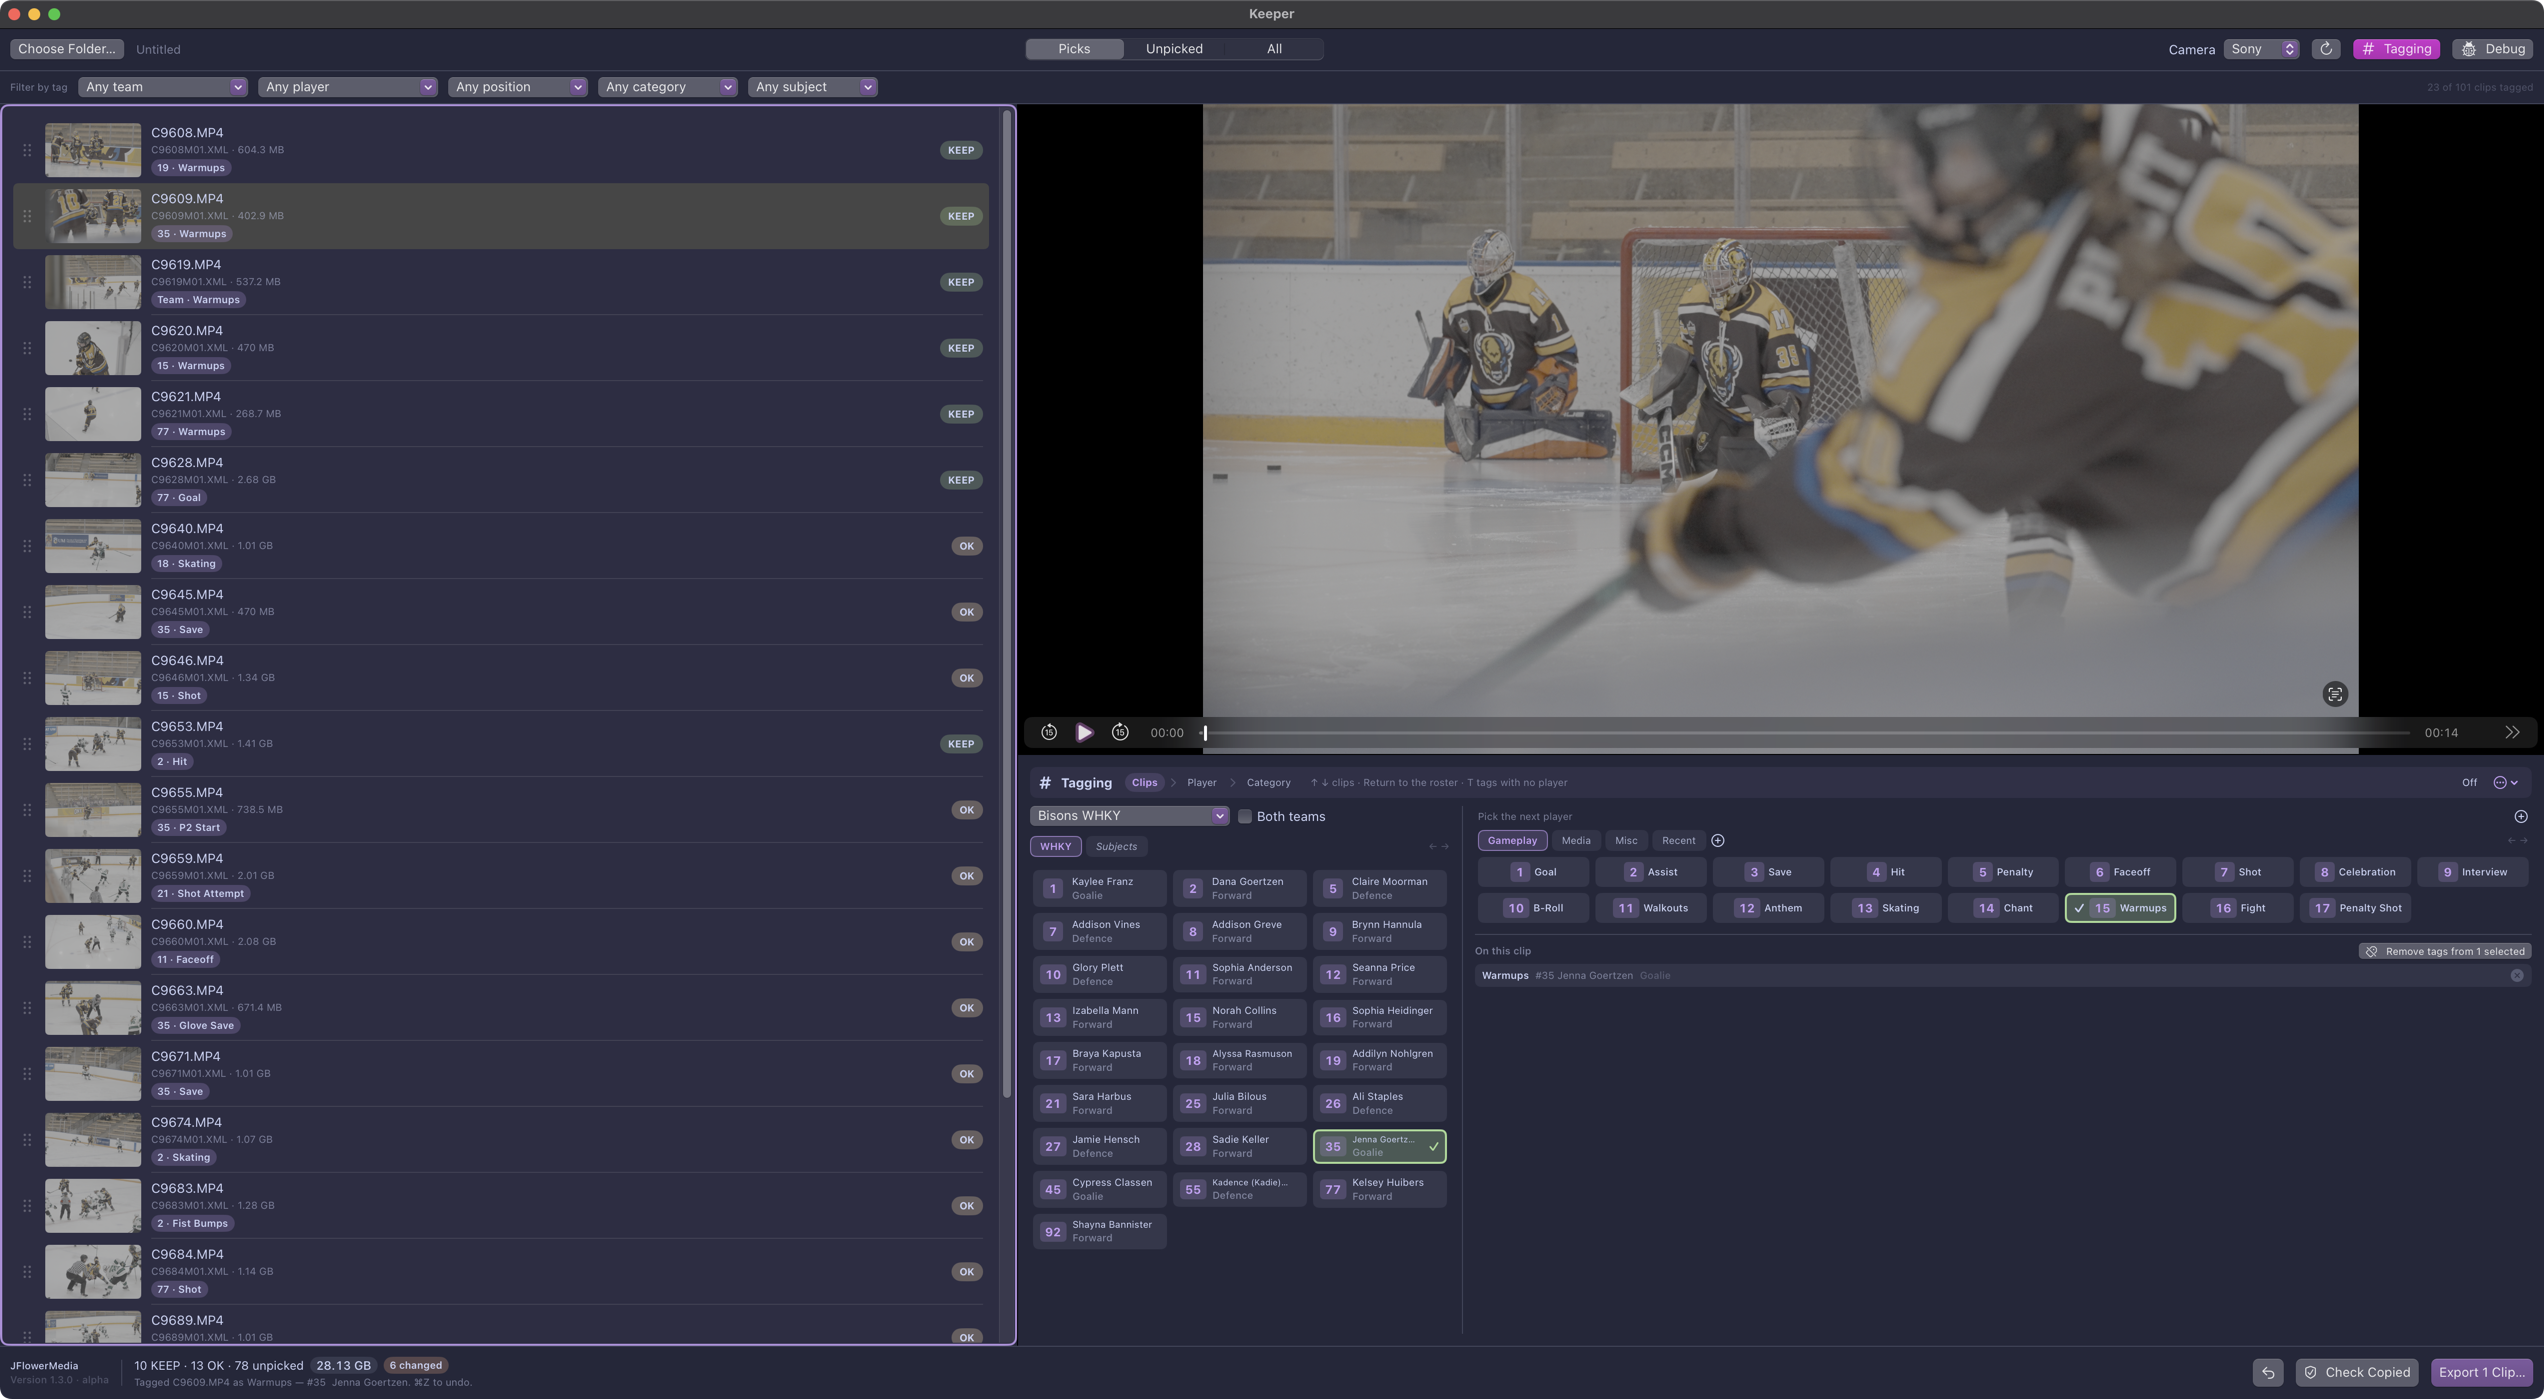 Keeper
Choose Folder... Untitled Picks Unpicked All Camera Sony # Tagging Debug
Filter by tag Any team Any player Any position Any category Any subject 23 of 101 clips tagged
C9608.MP4
C9608M01.XML · 604.3 MB
19 · Warmups
KEEP
C9609.MP4
C9609M01.XML · 402.9 MB
35 · Warmups
KEEP
C9619.MP4
C9619M01.XML · 537.2 MB
Team · Warmups
KEEP
C9620.MP4
C9620M01.XML · 470 MB
15 · Warmups
KEEP
C9621.MP4
C9621M01.XML · 268.7 MB
77 · Warmups
KEEP
C9628.MP4
C9628M01.XML · 2.68 GB
77 · Goal
KEEP
C9640.MP4
C9640M01.XML · 1.01 GB
18 · Skating
OK
C9645.MP4
C9645M01.XML · 470 MB
35 · Save
OK
C9646.MP4
C9646M01.XML · 1.34 GB
15 · Shot
OK
C9653.MP4
C9653M01.XML · 1.41 GB
2 · Hit
KEEP
C9655.MP4
C9655M01.XML · 738.5 MB
35 · P2 Start
OK
C9659.MP4
C9659M01.XML · 2.01 GB
21 · Shot Attempt
OK
C9660.MP4
C9660M01.XML · 2.08 GB
11 · Faceoff
OK
C9663.MP4
C9663M01.XML · 671.4 MB
35 · Glove Save
OK
C9671.MP4
C9671M01.XML · 1.01 GB
35 · Save
OK
C9674.MP4
C9674M01.XML · 1.07 GB
2 · Skating
OK
C9683.MP4
C9683M01.XML · 1.28 GB
2 · Fist Bumps
OK
C9684.MP4
C9684M01.XML · 1.14 GB
77 · Shot
OK
C9689.MP4
C9689M01.XML · 1.01 GB
OK
1
M
35
15 15 00:00 00:14
# Tagging Clips Player Category ↑ ↓ clips · Return to the roster · T tags with no player Off
Bisons WHKY Both teams
WHKY Subjects ← →
1 Kaylee Franz Goalie
2 Dana Goertzen Forward
5 Claire Moorman Defence
7 Addison Vines Defence
8 Addison Greve Forward
9 Brynn Hannula Forward
10 Glory Plett Defence
11 Sophia Anderson Forward
12 Seanna Price Forward
13 Izabella Mann Forward
15 Norah Collins Forward
16 Sophia Heidinger Forward
17 Braya Kapusta Forward
18 Alyssa Rasmuson Forward
19 Addilyn Nohlgren Forward
21 Sara Harbus Forward
25 Julia Bilous Forward
26 Ali Staples Defence
27 Jamie Hensch Defence
28 Sadie Keller Forward
35 Jenna Goertz... Goalie
45 Cypress Classen Goalie
55 Kadence (Kadie)... Defence
77 Kelsey Huibers Forward
92 Shayna Bannister Forward
Pick the next player
Gameplay Media Misc Recent ← →
1 Goal 2 Assist 3 Save 4 Hit 5 Penalty 6 Faceoff 7 Shot 8 Celebration 9 Interview
10 B-Roll 11 Walkouts 12 Anthem 13 Skating 14 Chant 15 Warmups 16 Fight 17 Penalty Shot
On this clip Remove tags from 1 selected
Warmups #35 Jenna Goertzen Goalie
JFlowerMedia
Version 1.3.0 · alpha
10 KEEP · 13 OK · 78 unpicked 28.13 GB 6 changed
Tagged C9609.MP4 as Warmups — #35 Jenna Goertzen. ⌘Z to undo.
Check Copied Export 1 Clip...